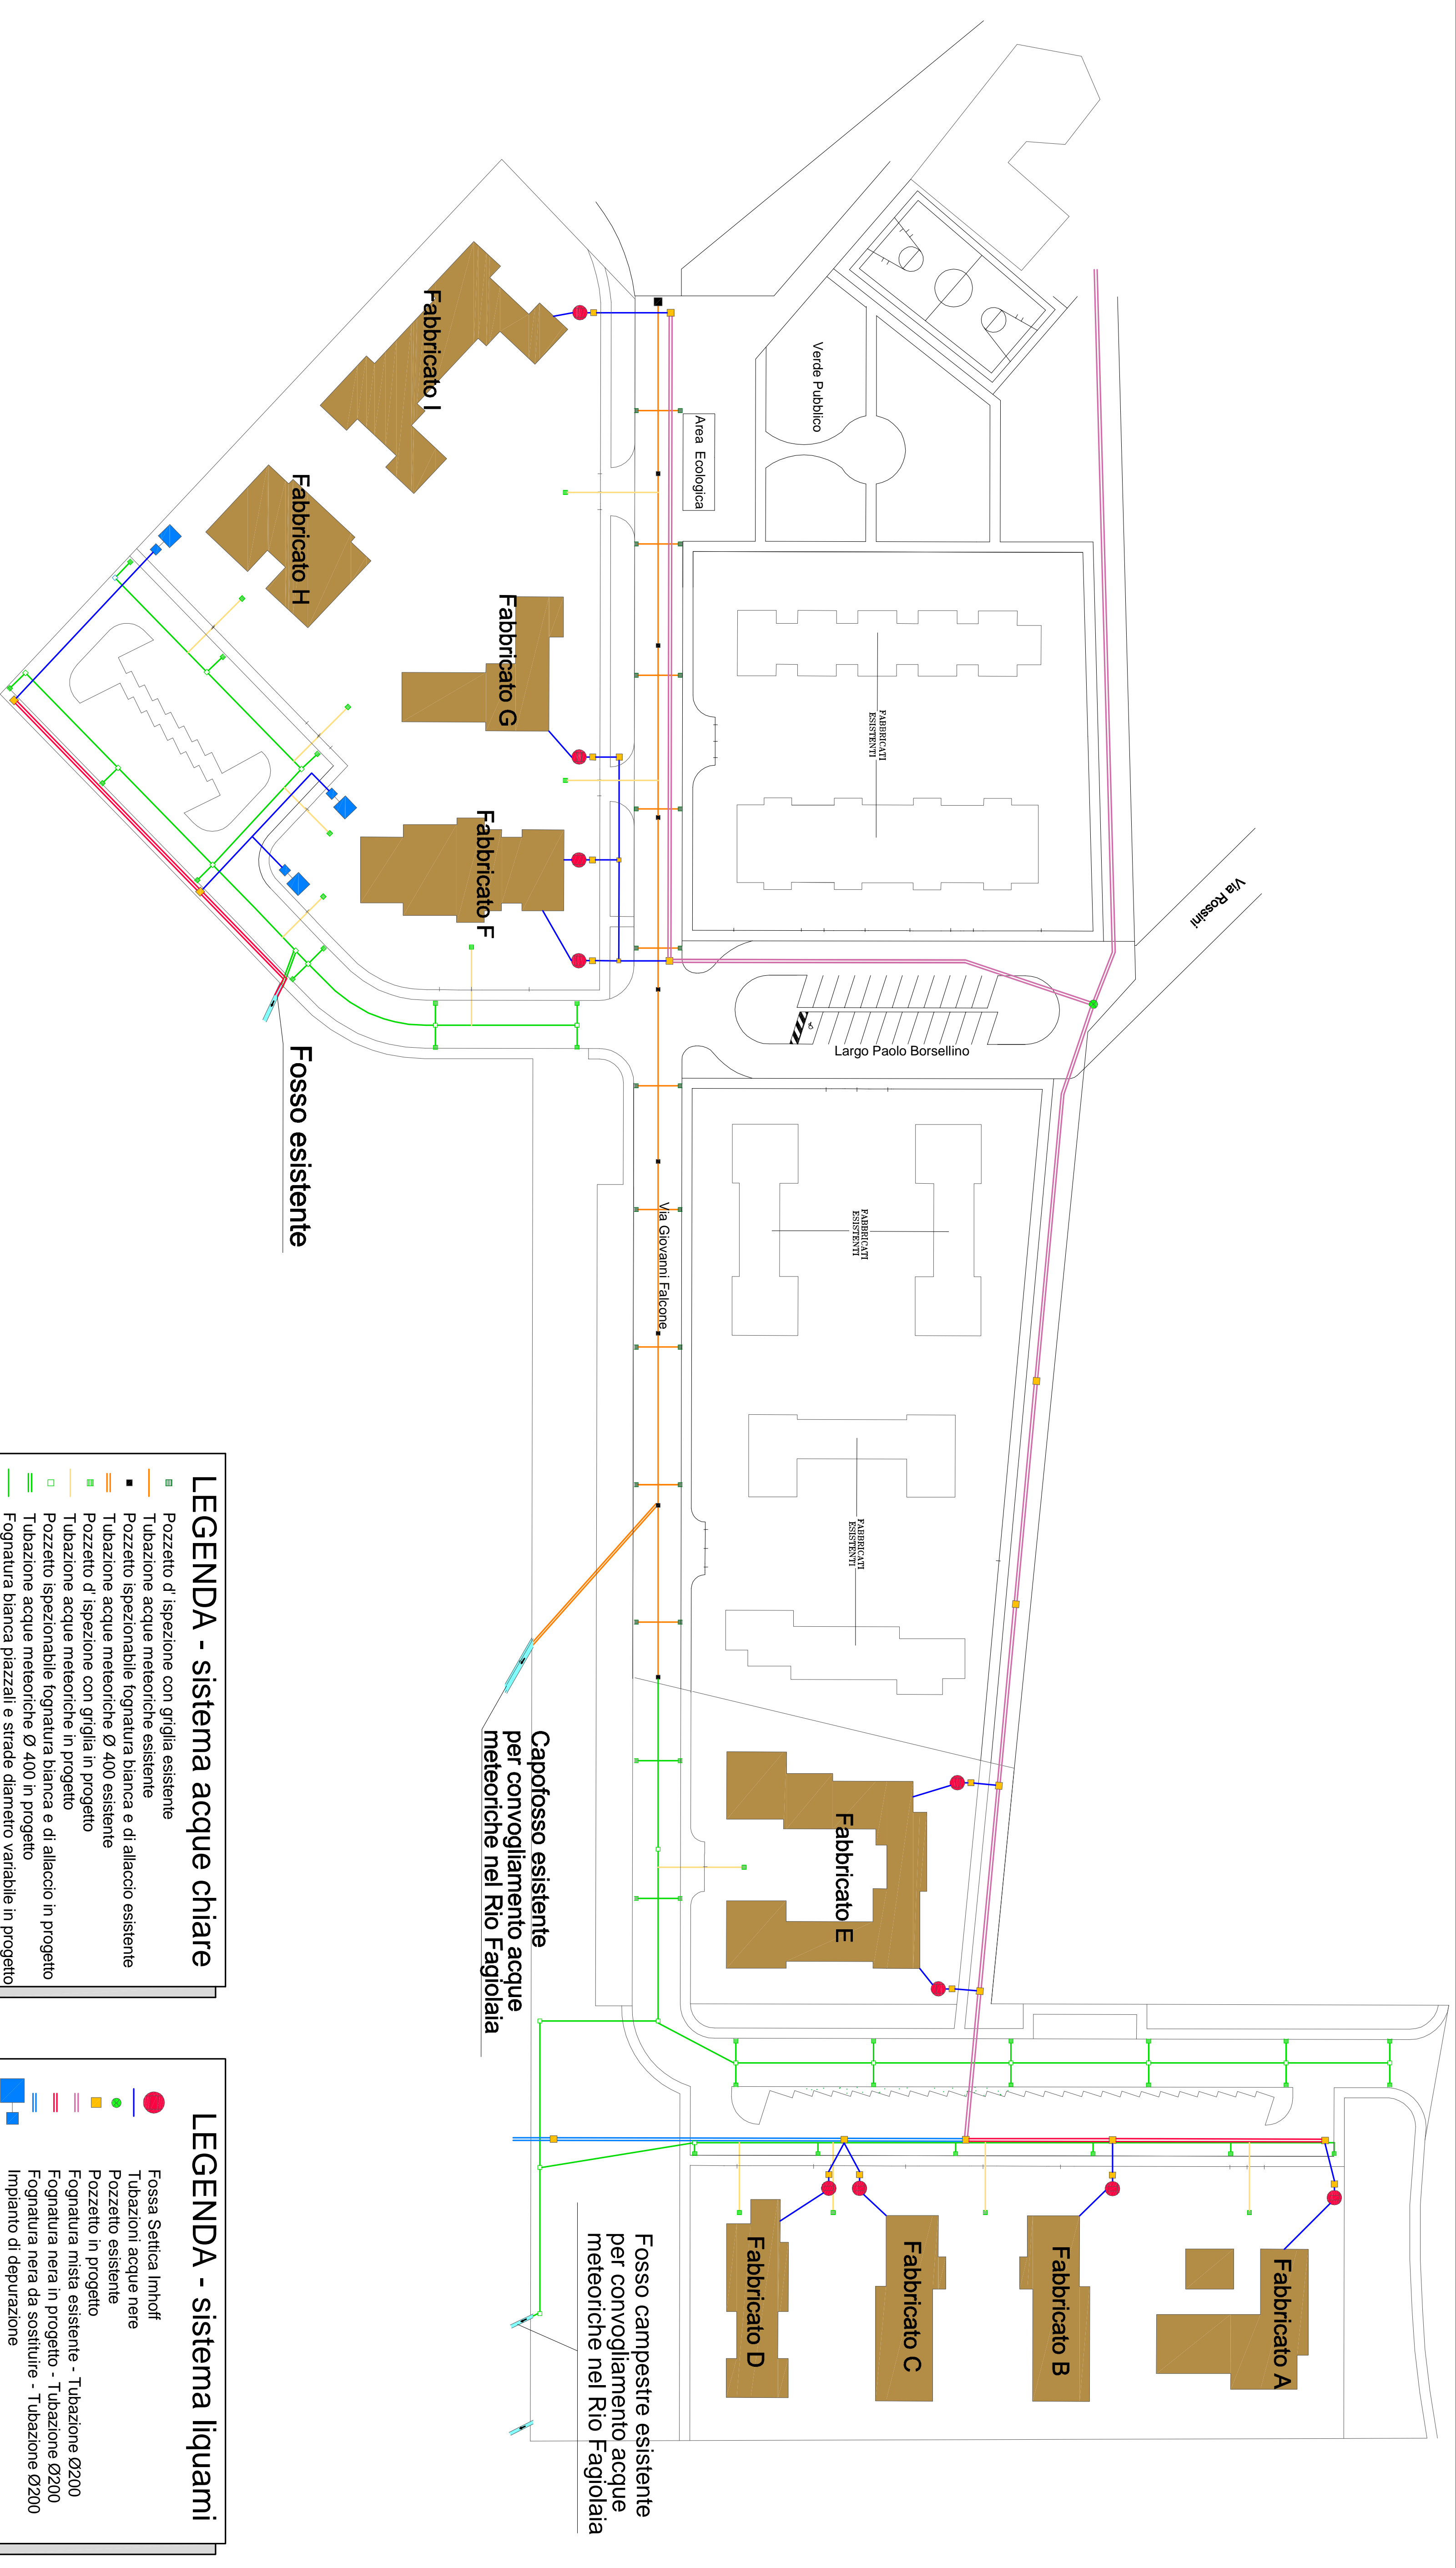 Via Rossini
Verde Pubblico
Area Ecologica
FABBRICATI
ESISTENTI
Largo Paolo Borsellino
FABBRICATI
ESISTENTI
FABBRICATI
ESISTENTI
Via Giovanni Falcone
Fabbricato I
Fabbricato H
Fabbricato G
Fabbricato F
Fabbricato E
Fabbricato A
Fabbricato B
Fabbricato C
Fabbricato D
Fosso esistente
Capofosso esistente
per convogliamento acque
meteoriche nel Rio Fagiolaia
Fosso campestre esistente
per convogliamento acque
meteoriche nel Rio Fagiolaia
LEGENDA - sistema acque chiare
Pozzetto d' ispezione con griglia esistente
Tubazione acque meteoriche esistente
Pozzetto ispezionabile fognatura bianca e di allaccio esistente
Tubazione acque meteoriche Ø 400 esistente
Pozzetto d' ispezione con griglia in progetto
Tubazione acque meteoriche in progetto
Pozzetto ispezionabile fognatura bianca e di allaccio in progetto
Tubazione acque meteoriche Ø 400 in progetto
Fognatura bianca piazzali e strade diametro variabile in progetto
LEGENDA - sistema liquami
Fossa Settica Imhoff
Tubazioni acque nere
Pozzetto esistente
Pozzetto in progetto
Fognatura mista esistente - Tubazione Ø200
Fognatura nera in progetto - Tubazione Ø200
Fognatura nera da sostituire - Tubazione Ø200
Impianto di depurazione